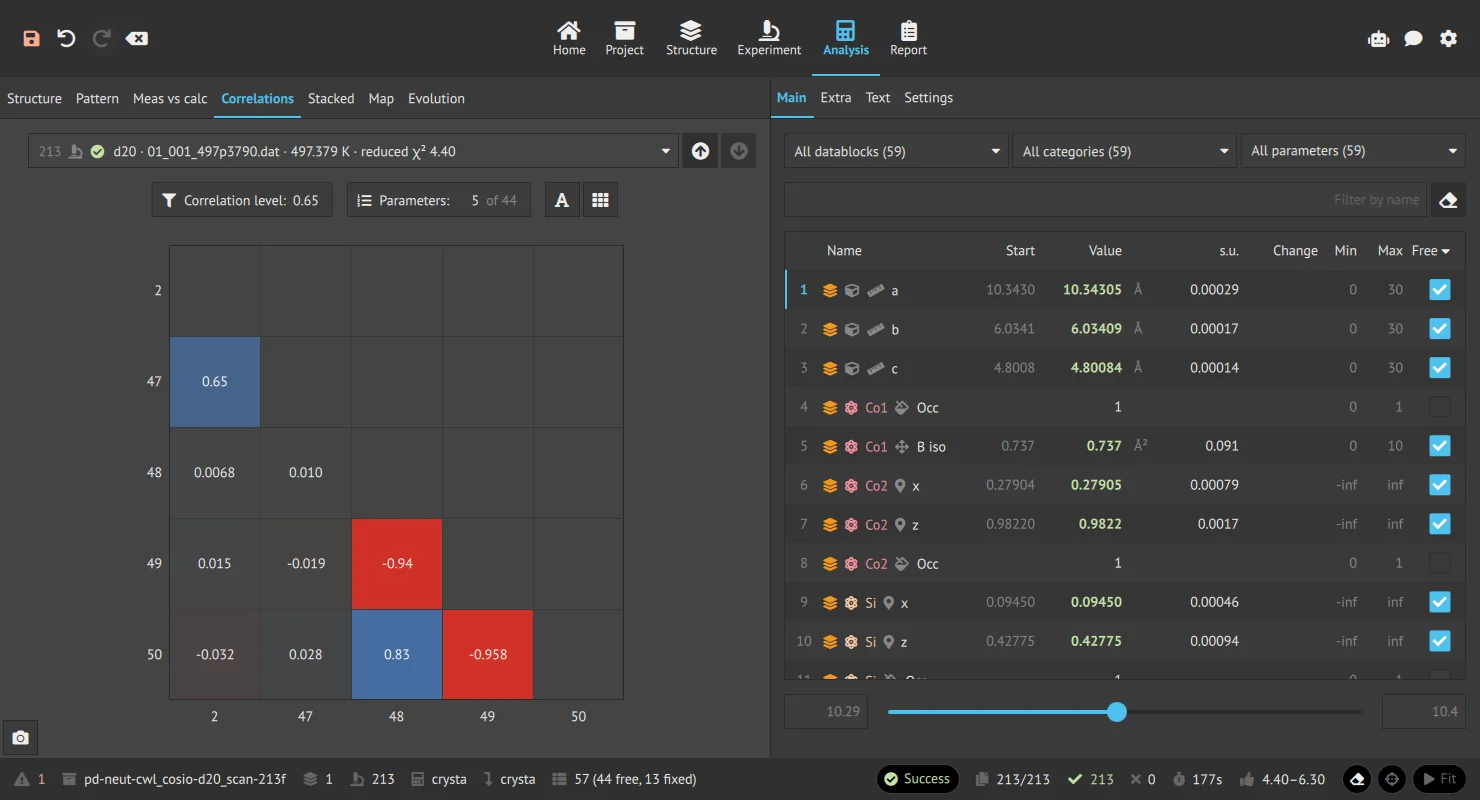 Home Project Structure Experiment Analysis Report
Structure Pattern Meas vs calc Correlations Stacked Map Evolution
213 d20 · 01_001_497p3790.dat · 497.379 K · reduced χ² 4.40
Correlation level: 0.65 Parameters: 5 of 44 A
2
47 0.65
48 0.0068 0.010
49 0.015 -0.019 -0.94
50 -0.032 0.028 0.83 -0.958
2 47 48 49 50
Main Extra Text Settings
All datablocks (59) All categories (59) All parameters (59)
Filter by name
Name Start Value s.u. Change Min Max Free
1 a 10.3430 10.34305 Å 0.00029 0 30
2 b 6.0341 6.03409 Å 0.00017 0 30
3 c 4.8008 4.80084 Å 0.00014 0 30
4 Co1 Occ 1 0 1
5 Co1 B iso 0.737 0.737 Å² 0.091 0 10
6 Co2 x 0.27904 0.27905 0.00079 -inf inf
7 Co2 z 0.98220 0.9822 0.0017 -inf inf
8 Co2 Occ 1 0 1
9 Si x 0.09450 0.09450 0.00046 -inf inf
10 Si z 0.42775 0.42775 0.00094 -inf inf
11 Si Occ 1 0 1
10.29 10.4
1 pd-neut-cwl_cosio-d20_scan-213f 1 213 crysta crysta 57 (44 free, 13 fixed) Success 213/213 213 0 177s 4.40–6.30 Fit